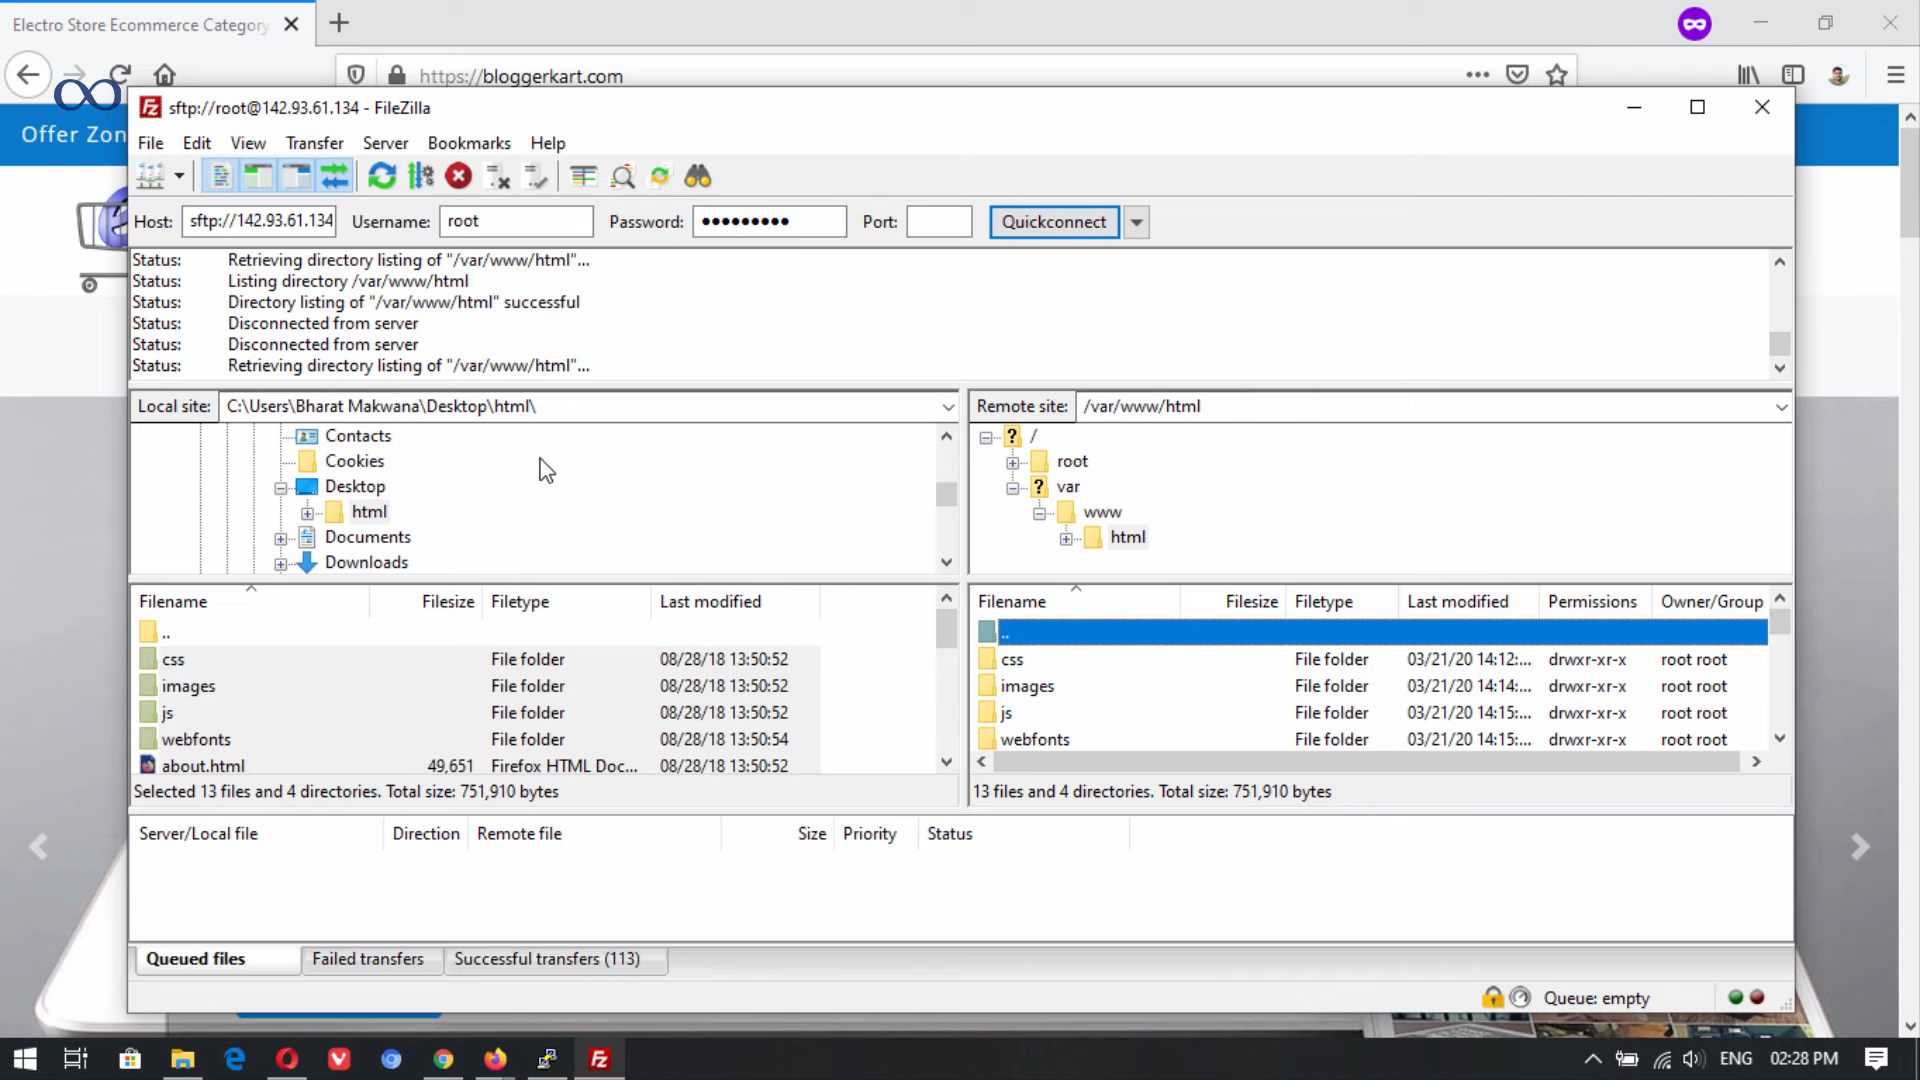 Electro Store Ecommerce Category
https://bloggerkart.com
sftp://root@142.93.61.134 - FileZilla
Offer Zon
File Edit View Transfer Server Bookmarks Help
Host: sftp://142.93.61.134 Username: root Password: ●●●●●●●●● Port: Quickconnect
Status: Retrieving directory listing of "/var/www/html"...
Status: Listing directory /var/www/html
Status: Directory listing of "/var/www/html" successful
Status: Disconnected from server
Status: Disconnected from server
Status: Retrieving directory listing of "/var/www/html"...
Local site: C:\Users\Bharat Makwana\Desktop\html\
Contacts
Cookies
Desktop
html
Documents
Downloads
Remote site: /var/www/html
/
root
var
www
html
Filename Filesize Filetype Last modified
..
css File folder 08/28/18 13:50:52
images File folder 08/28/18 13:50:52
js File folder 08/28/18 13:50:52
webfonts File folder 08/28/18 13:50:54
about.html 49,651 Firefox HTML Doc... 08/28/18 13:50:52
Selected 13 files and 4 directories. Total size: 751,910 bytes
Filename Filesize Filetype Last modified Permissions Owner/Group
..
css File folder 03/21/20 14:12:... drwxr-xr-x root root
images File folder 03/21/20 14:14:... drwxr-xr-x root root
js File folder 03/21/20 14:15:... drwxr-xr-x root root
webfonts File folder 03/21/20 14:15:... drwxr-xr-x root root
13 files and 4 directories. Total size: 751,910 bytes
Server/Local file Direction Remote file Size Priority Status
Queued files Failed transfers Successful transfers (113)
Queue: empty
ENG 02:28 PM